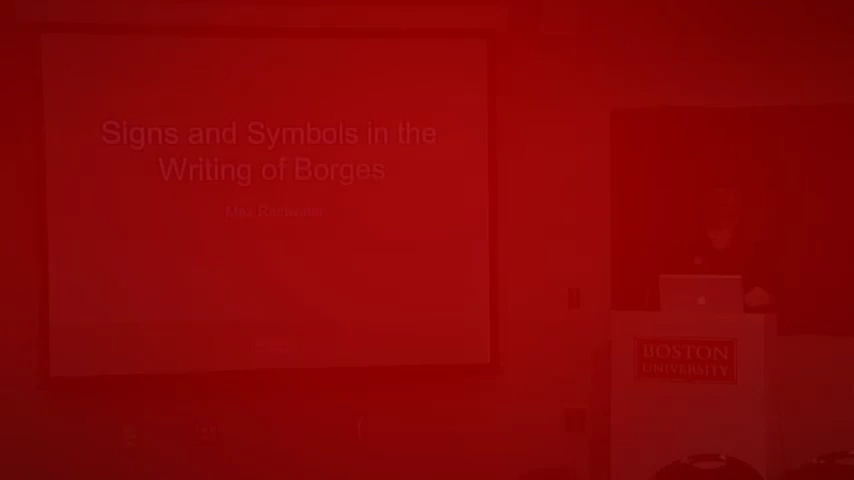 Signs and Symbols in the
Writing of Borges
BOSTON
UNIVERSITY